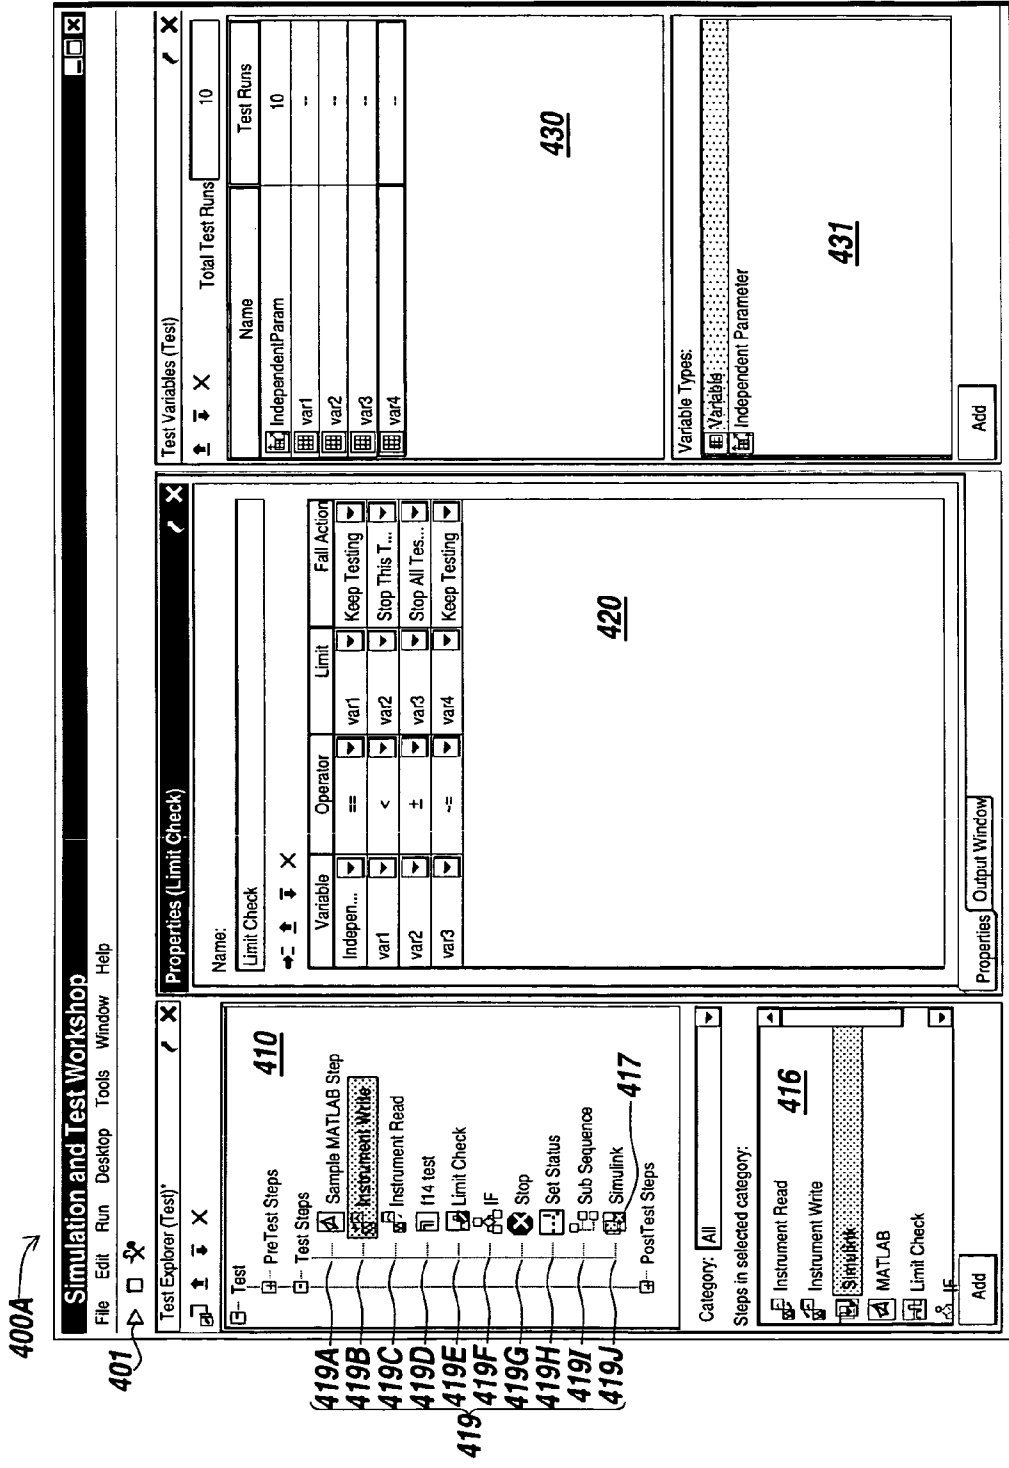 400A
Simulation and Test Workshop
File Edit Run Desktop Tools Window Help
401
Test Explorer (Test)*
Test
PreTest Steps
Test Steps
Sample MATLAB Step
Instrument Write
Instrument Read
f14 test
Limit Check
IF
Stop
Set Status
Sub Sequence
Simulink
PostTest Steps
410
417
419A
419B
419C
419D
419E
419F
419G
419H
419I
419J
419
Category: All
Steps in selected category:
Instrument Read
Instrument Write
Simulink
MATLAB
Limit Check
IF
416
Add
Properties (Limit Check)
Name:
Limit Check
Variable Operator Limit Fall Action
Indepen... == var1 Keep Testing
var1 < var2 Stop This T...
var2 ± var3 Stop All Tes...
var3 ~= var4 Keep Testing
420
Properties Output Window
Test Variables (Test)
Total Test Runs 10
Name Test Runs
IndependentParam 10
var1 --
var2 --
var3 --
var4 --
430
Variable Types:
Variable
Independent Parameter
431
Add